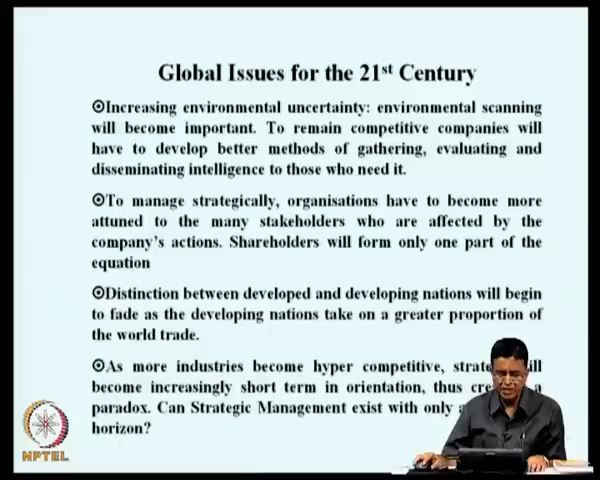 Global Issues for the 21st Century
⊙Increasing environmental uncertainty: environmental scanning
will become important. To remain competitive companies will
have to develop better methods of gathering, evaluating and
disseminating intelligence to those who need it.
⊙To manage strategically, organisations have to become more
attuned to the many stakeholders who are affected by the
company's actions. Shareholders will form only one part of the
equation
⊙Distinction between developed and developing nations will begin
to fade as the developing nations take on a greater proportion of
the world trade.
⊙As more industries become hyper competitive,
become increasingly short term in orientation, thus
paradox. Can Strategic Management exist with only
horizon?
NPTEL